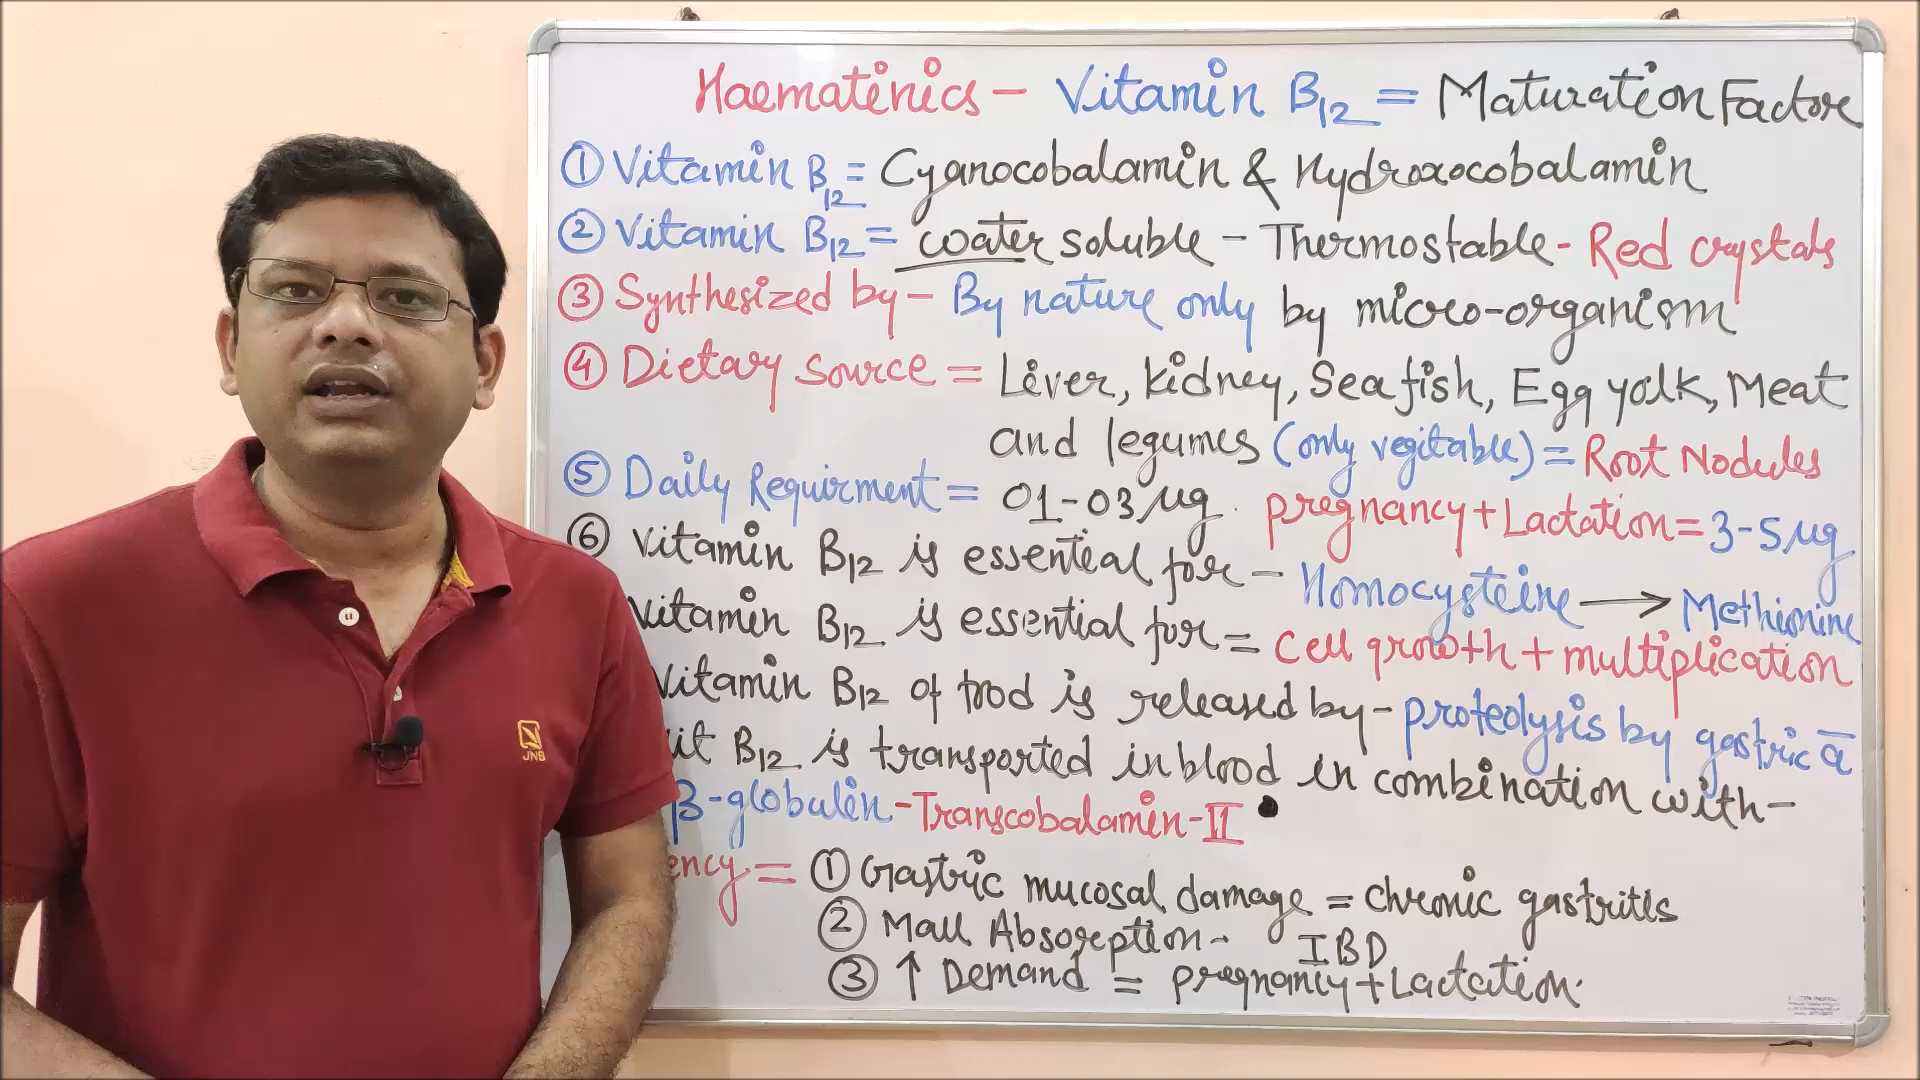 Haematinics - Vitamin B12 = Maturation Factor
① Vitamin B12 = Cyanocobalamin & Hydroxocobalamin
② Vitamin B12 = water soluble - Thermostable - Red crystals
③ Synthesized by - By nature only by micro-organism
④ Dietary Source = Liver, Kidney, Sea fish, Egg yolk, Meat
and legumes (only vegitable) = Root Nodules
⑤ Daily Requirment = 01-03 μg. pregnancy + Lactation = 3-5 μg
⑥ Vitamin B12 is essential for - Homocysteine → Methionine
Vitamin B12 is essential for = Cell growth + multiplication
Vitamin B12 of food is released by - proteolysis by gastric a̅
vit B12 is transported in blood in combination with -
β-globulin - Transcobalamin-II
ency = ① Gastric mucosal damage = chronic gastritis
② Mall Absorption - IBD
③ ↑ Demand = pregnancy + Lactation.
JNB